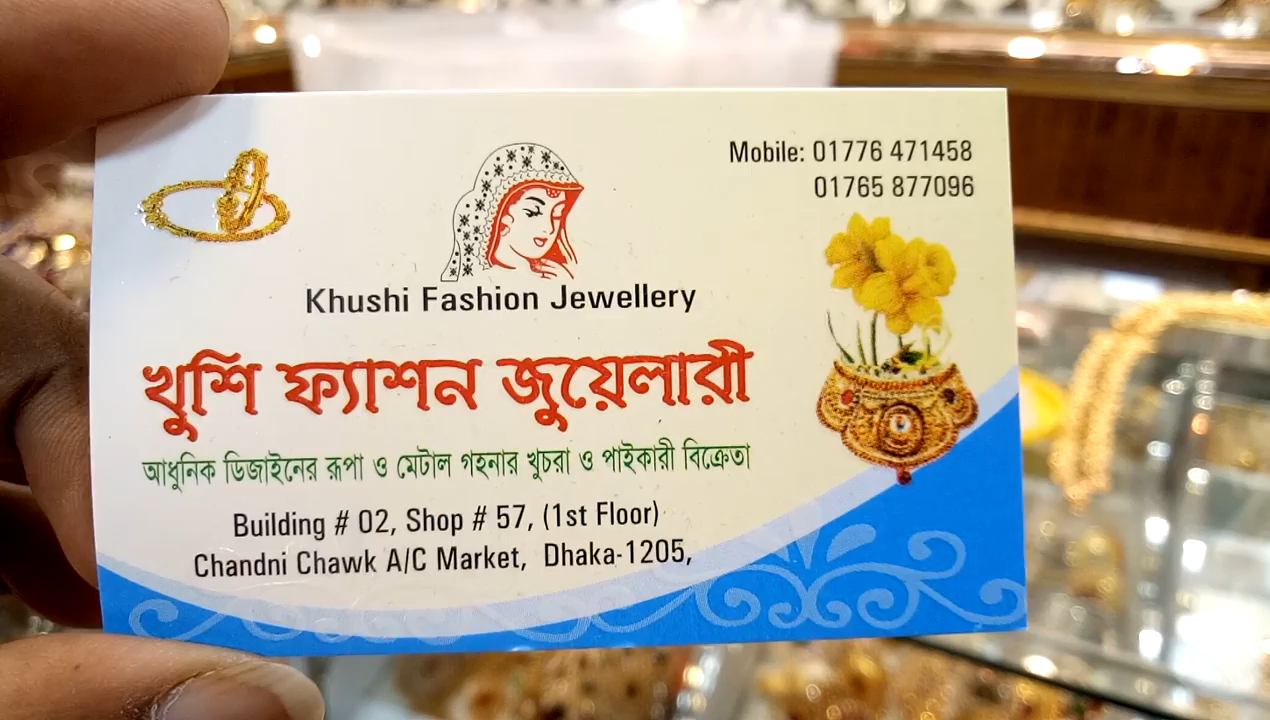 Mobile: 01776 471458
01765 877096
Khushi Fashion Jewellery
খুশি ফ্যাশন জুয়েলারী
আধুনিক ডিজাইনের রূপা ও মেটাল গহনার খুচরা ও পাইকারী বিক্রেতা
Building # 02, Shop # 57, (1st Floor)
Chandni Chawk A/C Market, Dhaka-1205,